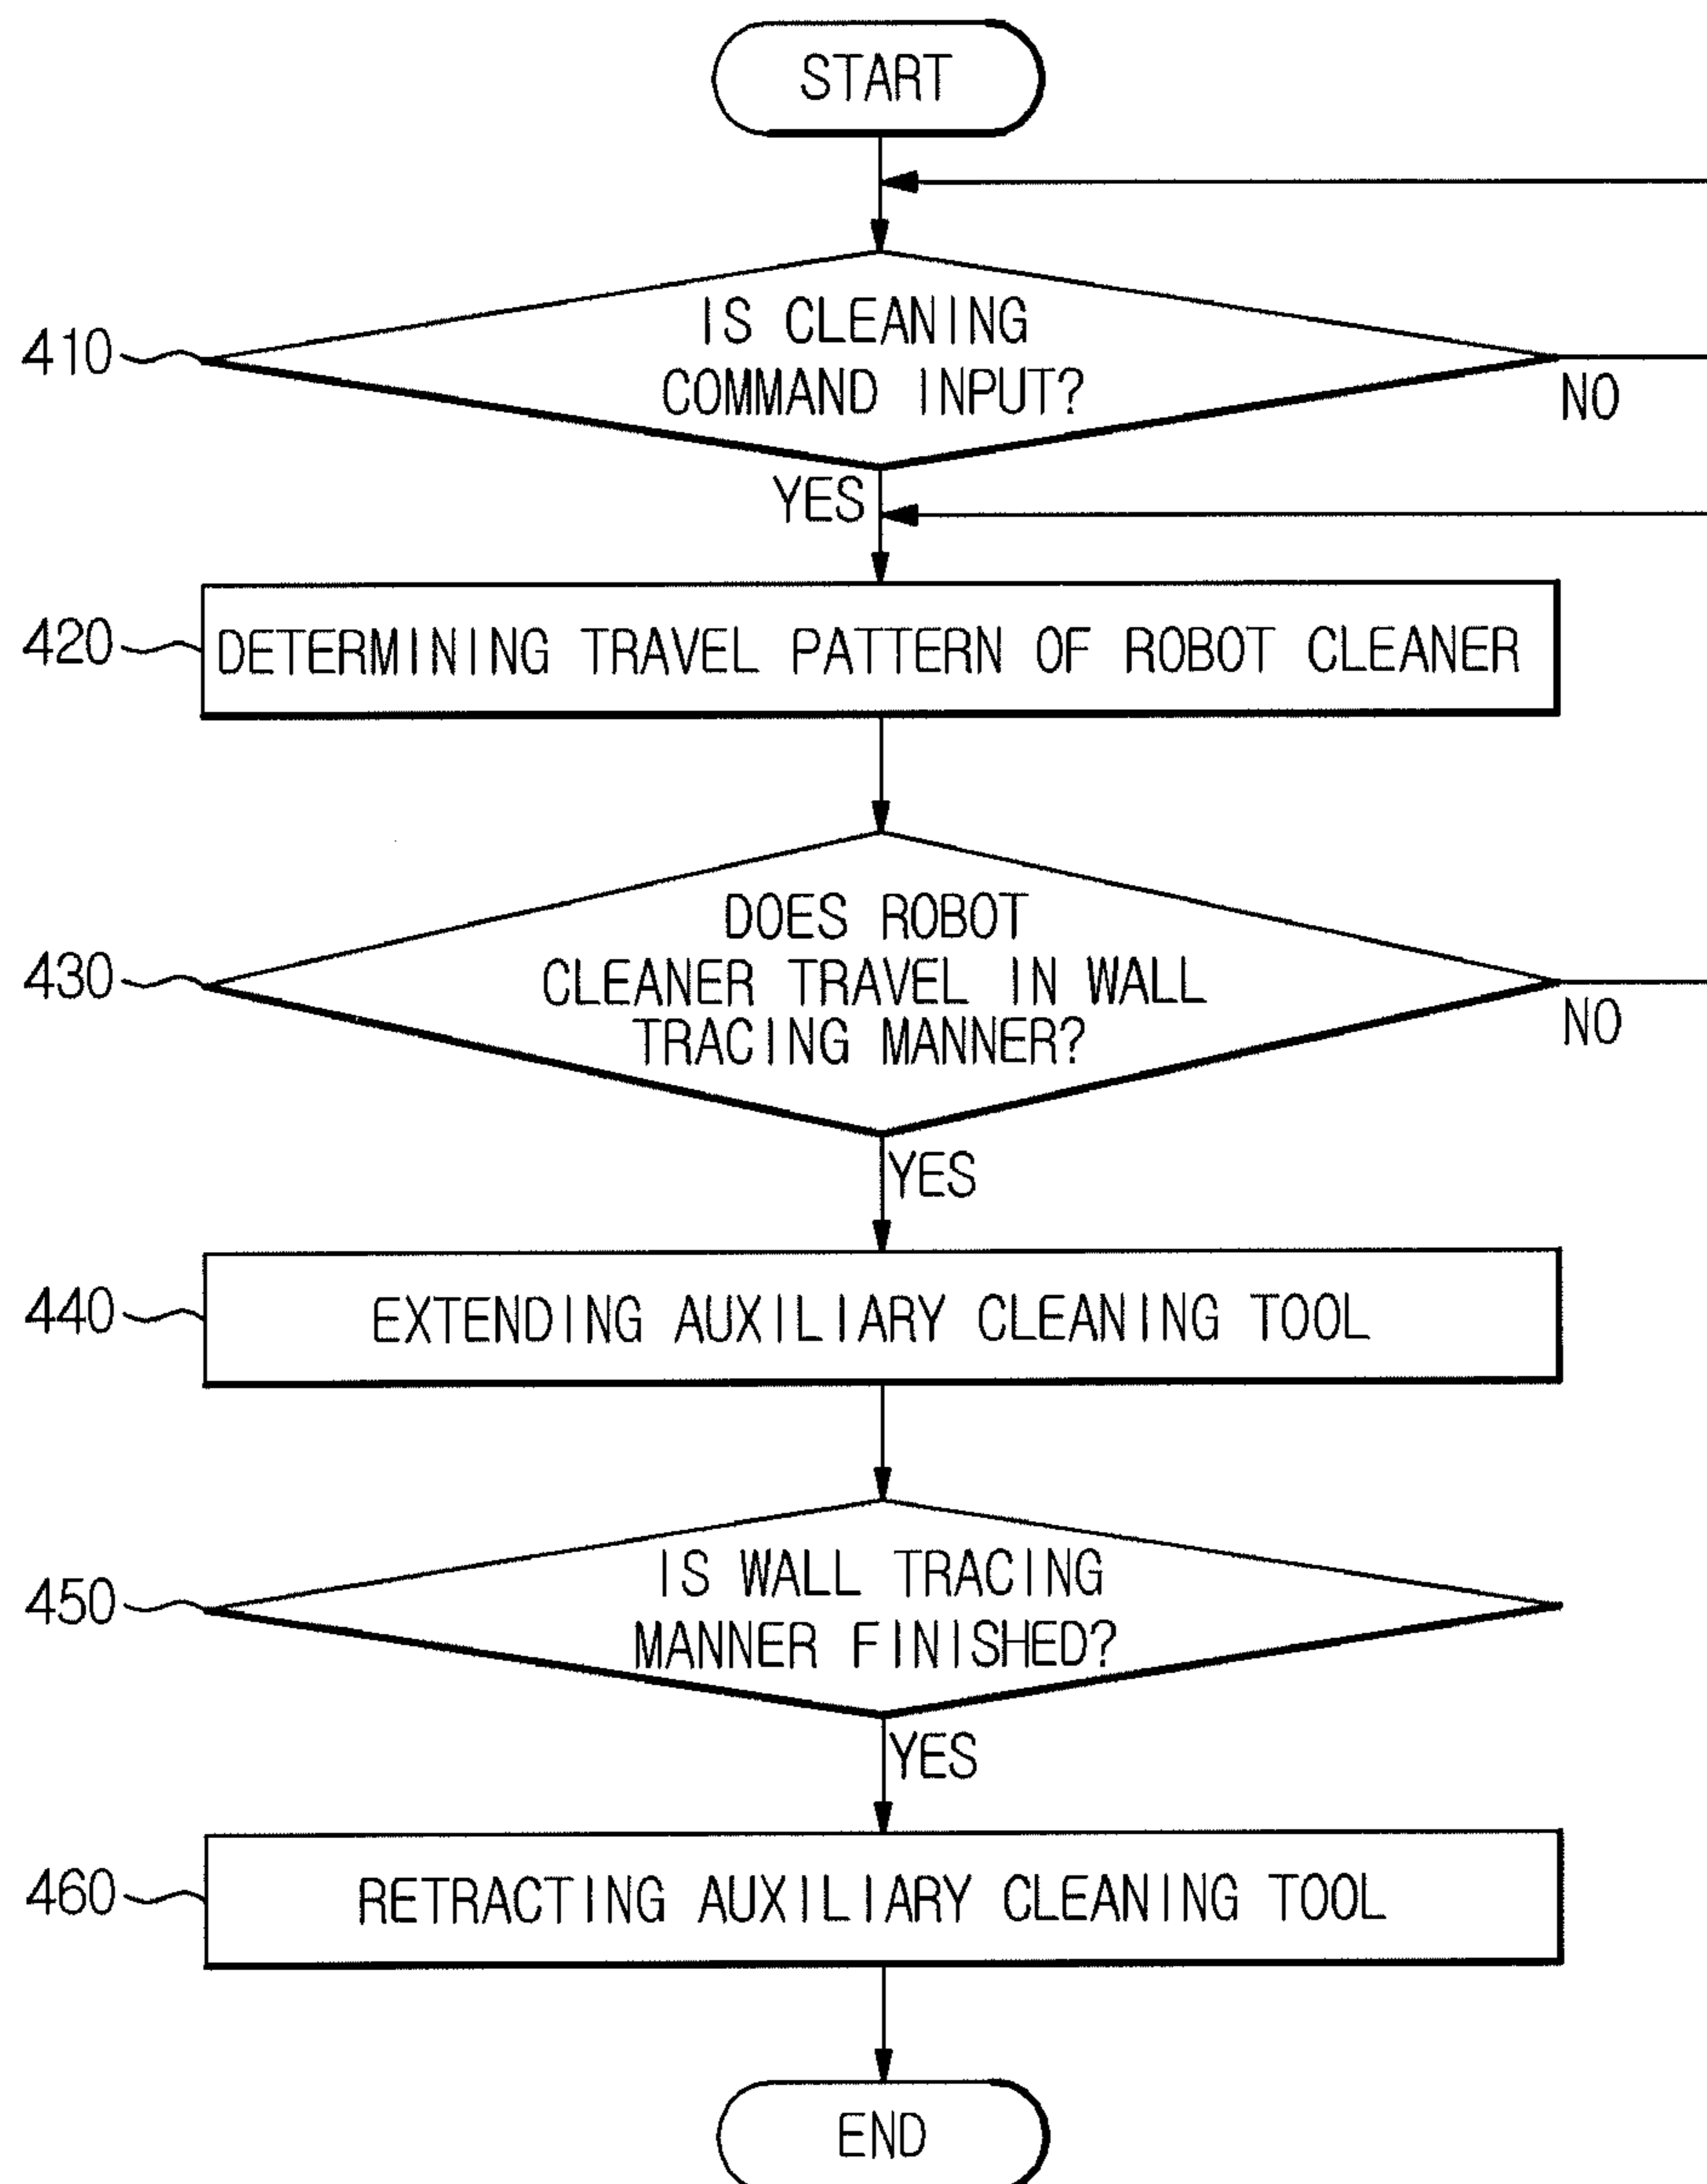 START
410
IS CLEANING
COMMAND INPUT?
NO
YES
420
DETERMINING TRAVEL PATTERN OF ROBOT CLEANER
430
DOES ROBOT
CLEANER TRAVEL IN WALL
TRACING MANNER?
NO
YES
440
EXTENDING AUXILIARY CLEANING TOOL
450
IS WALL TRACING
MANNER FINISHED?
YES
460
RETRACTING AUXILIARY CLEANING TOOL
END